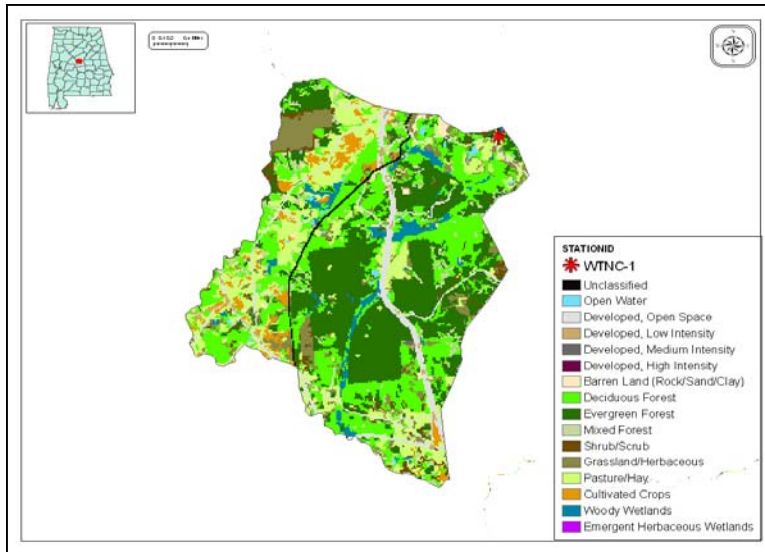 STATIONID
WTNC-1
Unclassified
Open Water
Developed, Open Space
Developed, Low Intensity
Developed, Medium Intensity
Developed, High Intensity
Barren Land (Rock/Sand/Clay)
Deciduous Forest
Evergreen Forest
Mixed Forest
Shrub/Scrub
Grassland/Herbaceous
Pasture/Hay
Cultivated Crops
Woody Wetlands
Emergent Herbaceous Wetlands